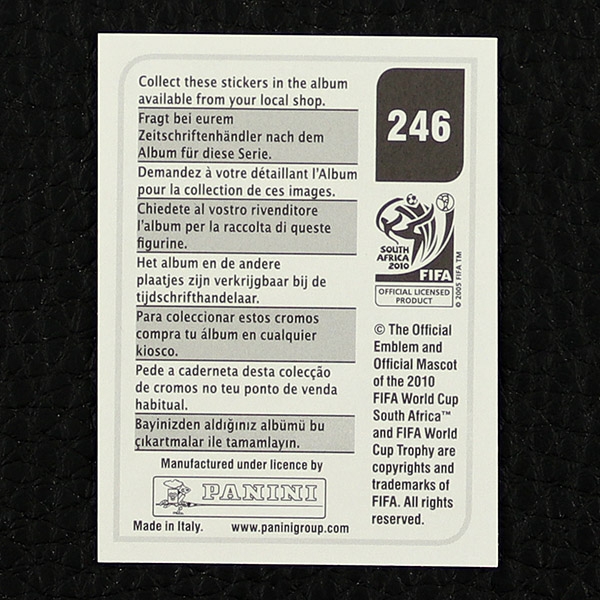 Collect these stickers in the album
available from your local shop.
Fragt bei eurem
Zeitschriftenhändler nach dem
Album für diese Serie.
Demandez à votre détaillant l'Album
pour la collection de ces images.
Chiedete al vostro rivenditore
l'album per la raccolta di queste
figurine.
Het album en de andere
plaatjes zijn verkrijgbaar bij de
tijdschrifthandelaar.
Para coleccionar estos cromos
compra tu álbum en cualquier
kiosco.
Pede a caderneta desta colecção
de cromos no teu ponto de venda
habitual.
Bayinizden aldığınız albümü bu
çıkartmalar ile tamamlayın.
Manufactured under licence by
PANINI
Made in Italy. www.paninigroup.com
246
SOUTH
AFRICA
2010
FIFA
OFFICIAL LICENSED
PRODUCT
© 2005 FIFA TM
© The Official
Emblem and
Official Mascot
of the 2010
FIFA World Cup
South Africa™
and FIFA World
Cup Trophy are
copyrights and
trademarks of
FIFA. All rights
reserved.